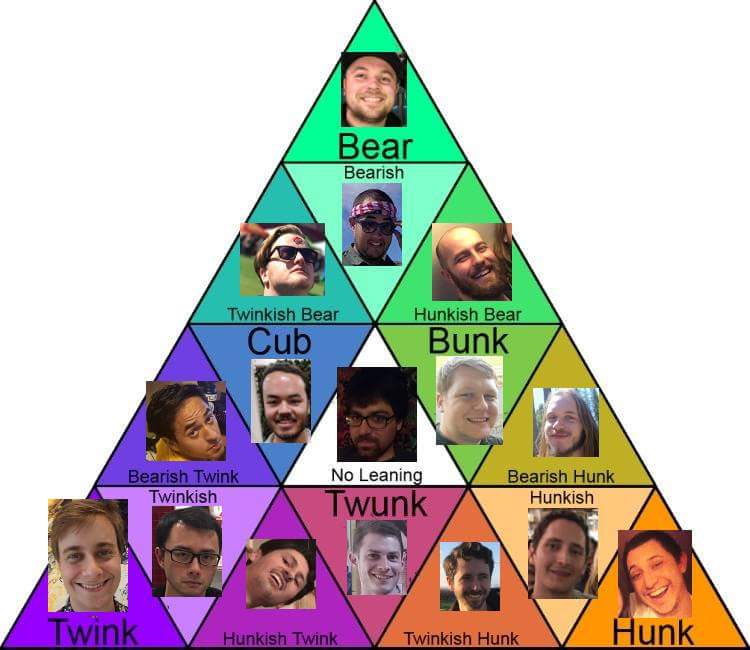 Bear
Bearish
Twinkish Bear
Hunkish Bear
Cub
Bunk
Bearish Twink
No Leaning
Bearish Hunk
Twinkish
Twunk
Hunkish
Twink
Hunkish Twink
Twinkish Hunk
Hunk